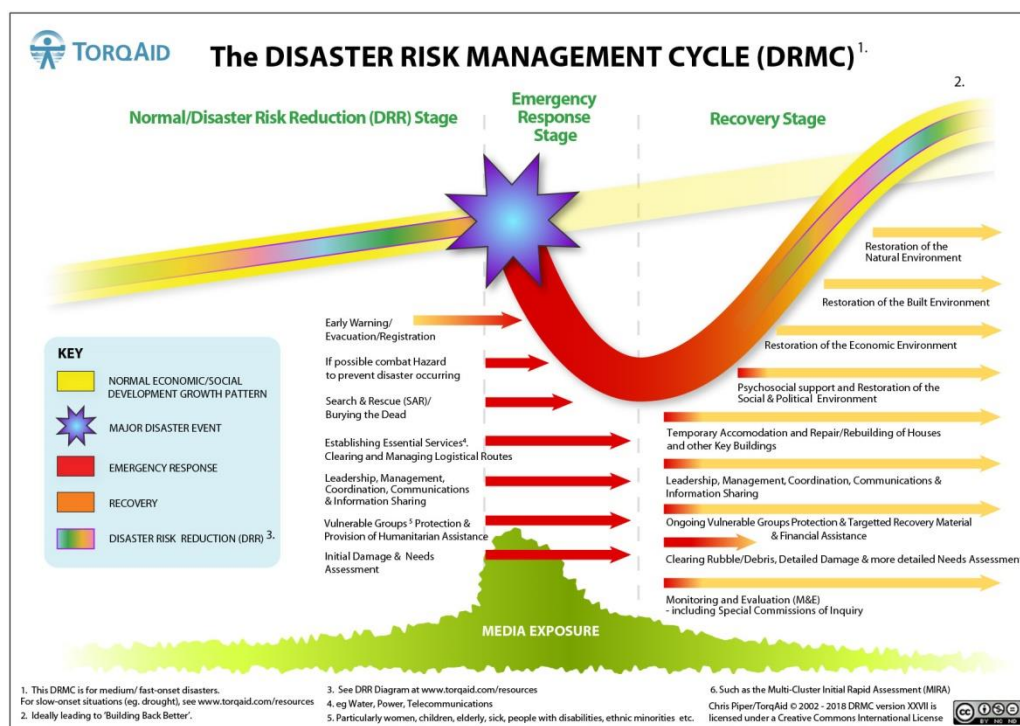 TORQAID
The DISASTER RISK MANAGEMENT CYCLE (DRMC) 1.
2.
Normal/Disaster Risk Reduction (DRR) Stage
Emergency
Response
Stage
Recovery Stage
Restoration of the
Natural Environment
Restoration of the Built Environment
Restoration of the Economic Environment
Psychosocial support and Restoration of the
Social & Political Environment
Temporary Accomodation and Repair/Rebuilding of Houses
and other Key Buildings
Leadership, Management, Coordination, Communications &
Information Sharing
Ongoing Vulnerable Groups Protection & Targetted Recovery Material
& Financial Assistance
Clearing Rubble/Debris, Detailed Damage & more detailed Needs Assessment
Monitoring and Evaluation (M&E)
- including Special Commissions of Inquiry
Early Warning/
Evacuation/Registration
If possible combat Hazard
to prevent disaster occurring
Search & Rescue (SAR)/
Burying the Dead
Establishing Essential Services4.
Clearing and Managing Logistical Routes
Leadership, Management,
Coordination, Communications
& Information Sharing
Vulnerable Groups 5 Protection &
Provision of Humanitarian Assistance
Initial Damage & Needs
Assessment
KEY
NORMAL ECONOMIC/SOCIAL
DEVELOPMENT GROWTH PATTERN
MAJOR DISASTER EVENT
EMERGENCY RESPONSE
RECOVERY
DISASTER RISK REDUCTION (DRR) 3.
MEDIA EXPOSURE
1. This DRMC is for medium/ fast-onset disasters.
For slow-onset situations (eg. drought), see www.torqaid.com/resources
2. Ideally leading to 'Building Back Better'.
3. See DRR Diagram at www.torqaid.com/resources
4. eg Water, Power, Telecommunications
5. Particularly women, children, elderly, sick, people with disabilities, ethnic minorities etc.
6. Such as the Multi-Cluster Initial Rapid Assessment (MIRA)
Chris Piper/TorqAid © 2002 - 2018 DRMC version XXVII is
licensed under a Creative Commons International License
cc
BY NC ND